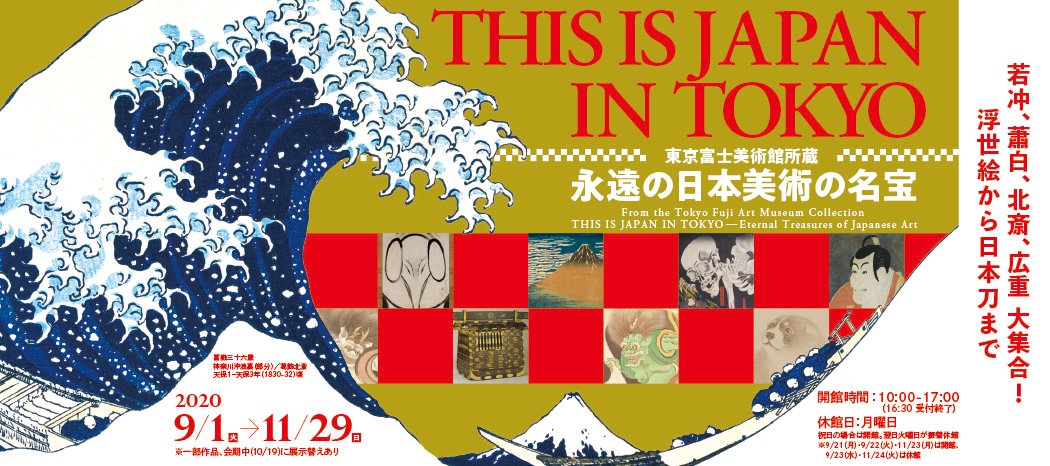 THIS IS JAPAN
IN TOKYO
東京富士美術館所蔵
永遠の日本美術の名宝
From the Tokyo Fuji Art Museum Collection
THIS IS JAPAN IN TOKYO—Eternal Treasures of Japanese Art
若冲、蕭白、北斎、広重 大集合！
浮世絵から日本刀まで
冨嶽三十六景
神奈川沖浪裏(部分)／葛飾北斎
天保1–天保3年(1830-32)頃
2020
9/1火→11/29日
※一部作品、会期中(10/19)に展示替えあり
開館時間：10:00-17:00
(16:30 受付終了)
休館日：月曜日
祝日の場合は開館。翌日火曜日が振替休館
※9/21(月)・9/22(火)・11/23(月)は開館、
9/23(水)・11/24(火)は休館